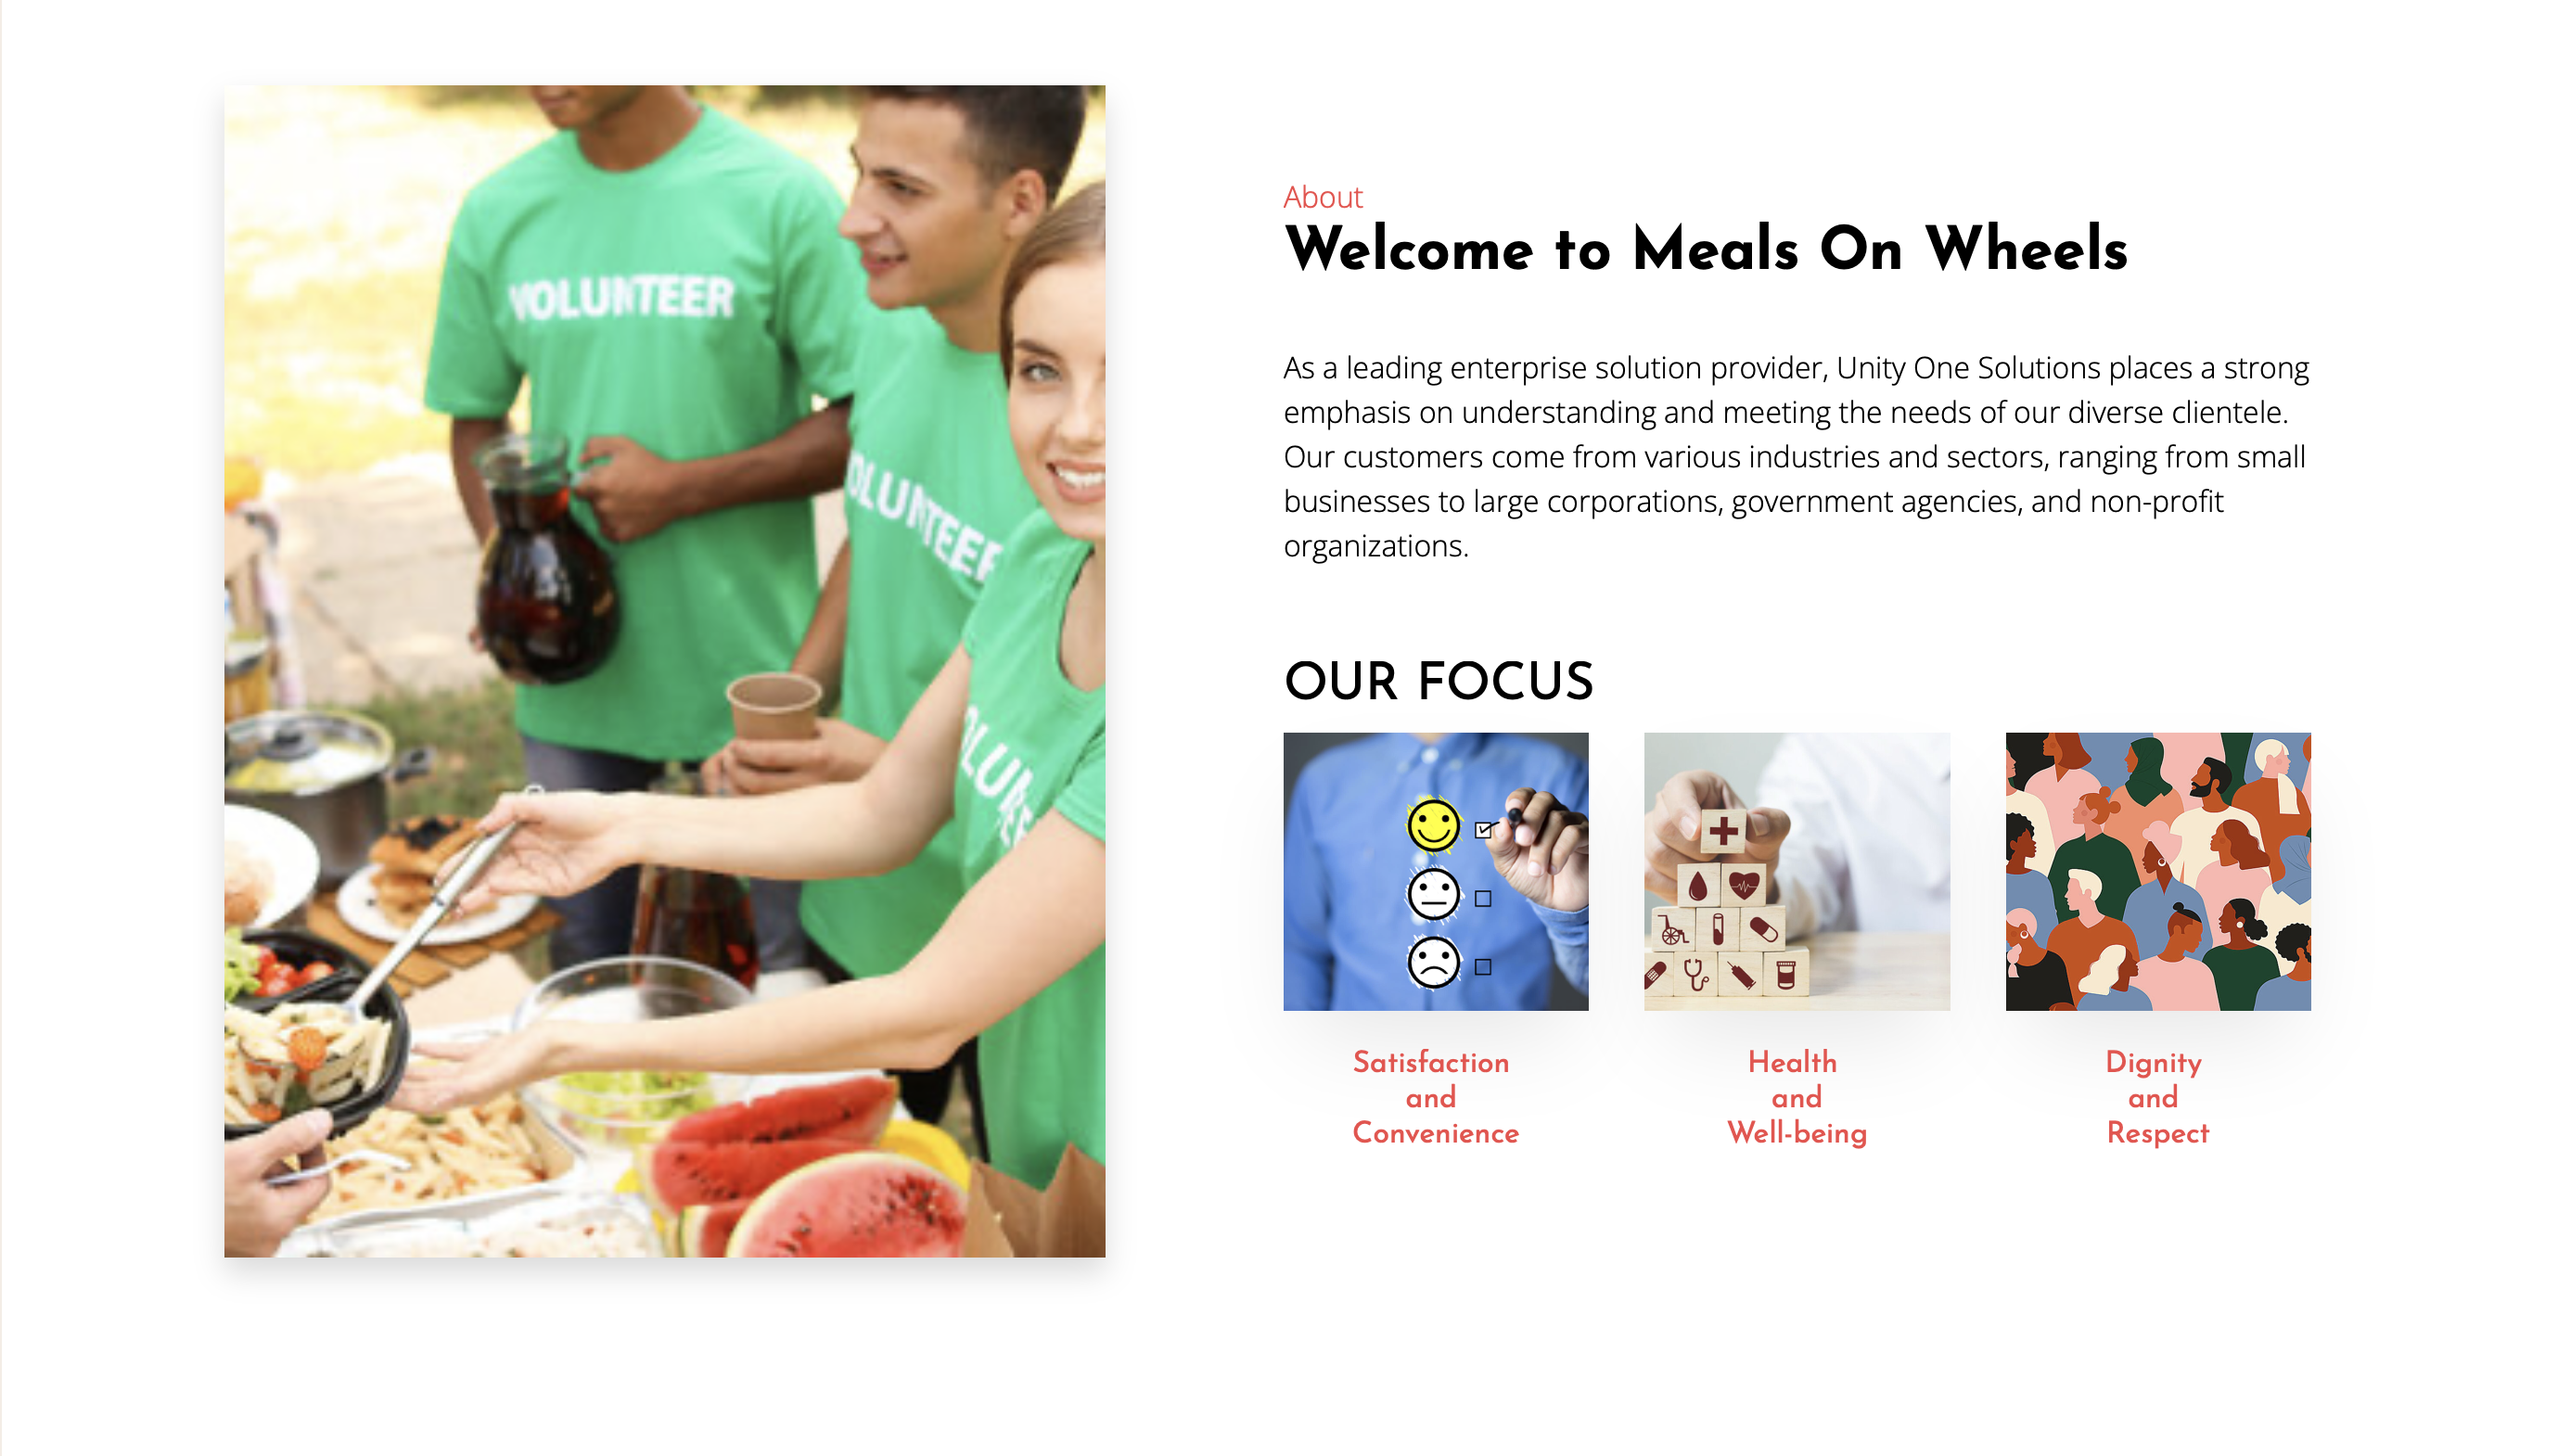 VOLUNTEER
OLUNTEER
OLUN
About
Welcome to Meals On Wheels
As a leading enterprise solution provider, Unity One Solutions places a strong
emphasis on understanding and meeting the needs of our diverse clientele.
Our customers come from various industries and sectors, ranging from small
businesses to large corporations, government agencies, and non-profit
organizations.
OUR FOCUS
Satisfaction
and
Convenience
Health
and
Well-being
Dignity
and
Respect